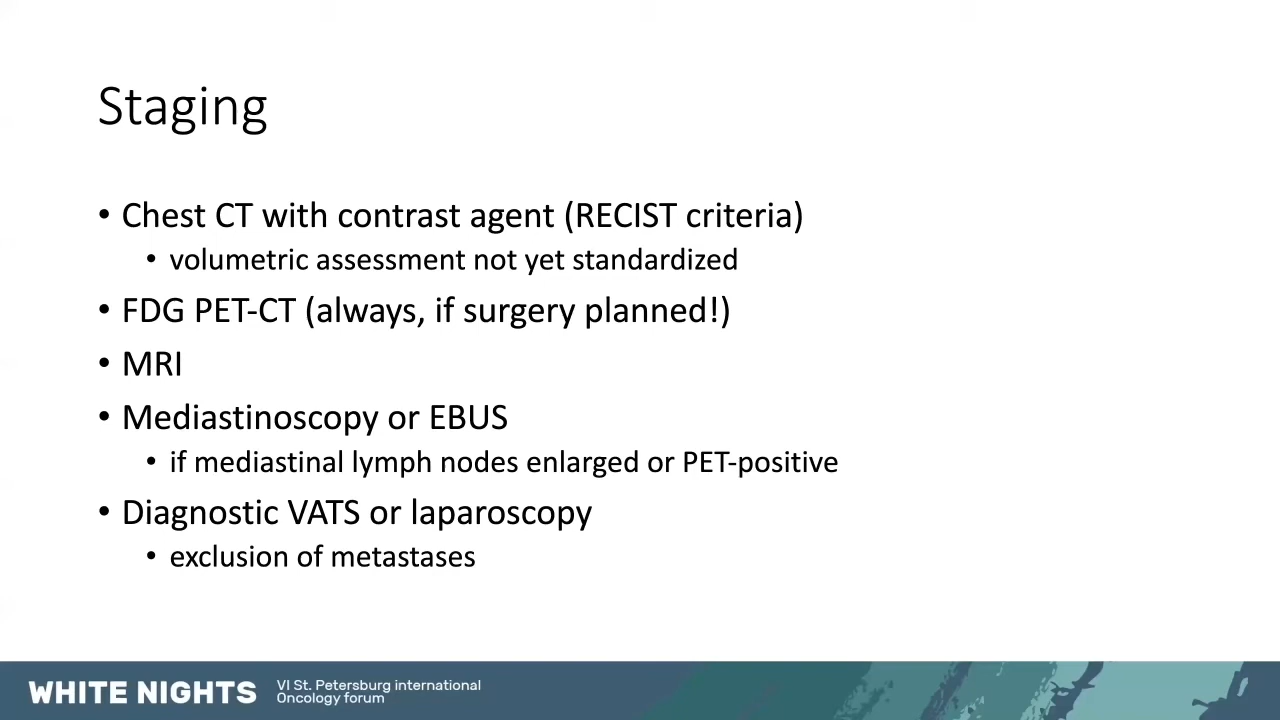 Staging
• Chest CT with contrast agent (RECIST criteria)
• volumetric assessment not yet standardized
• FDG PET-CT (always, if surgery planned!)
• MRI
• Mediastinoscopy or EBUS
• if mediastinal lymph nodes enlarged or PET-positive
• Diagnostic VATS or laparoscopy
• exclusion of metastases
WHITE NIGHTS
VI St. Petersburg international
Oncology forum